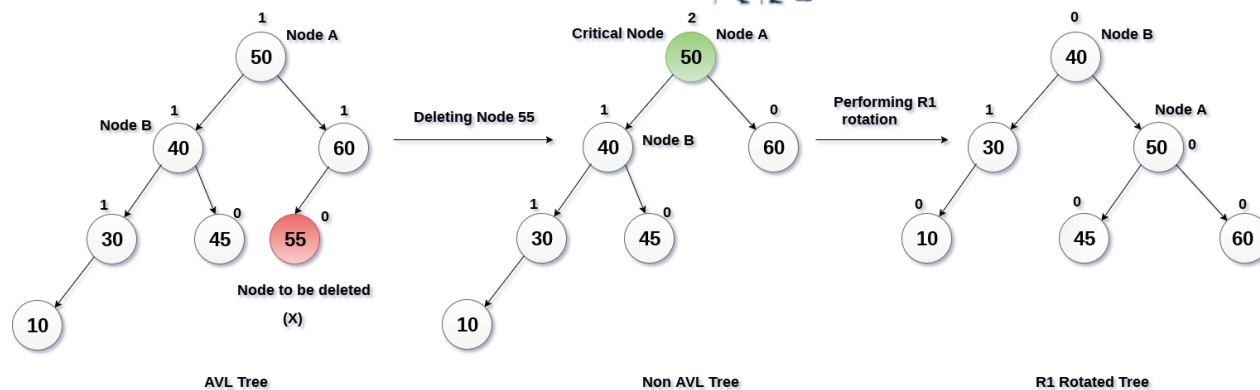 1
Node A
50
1
Node B
40
1
60
1
30
0
45
0
55
10
Node to be deleted
(X)
AVL Tree
Deleting Node 55
2
Critical Node
Node A
50
1
40
Node B
0
60
1
30
0
45
10
Non AVL Tree
Performing R1
rotation
0
Node B
40
1
30
Node A
50
0
0
10
0
45
0
60
R1 Rotated Tree